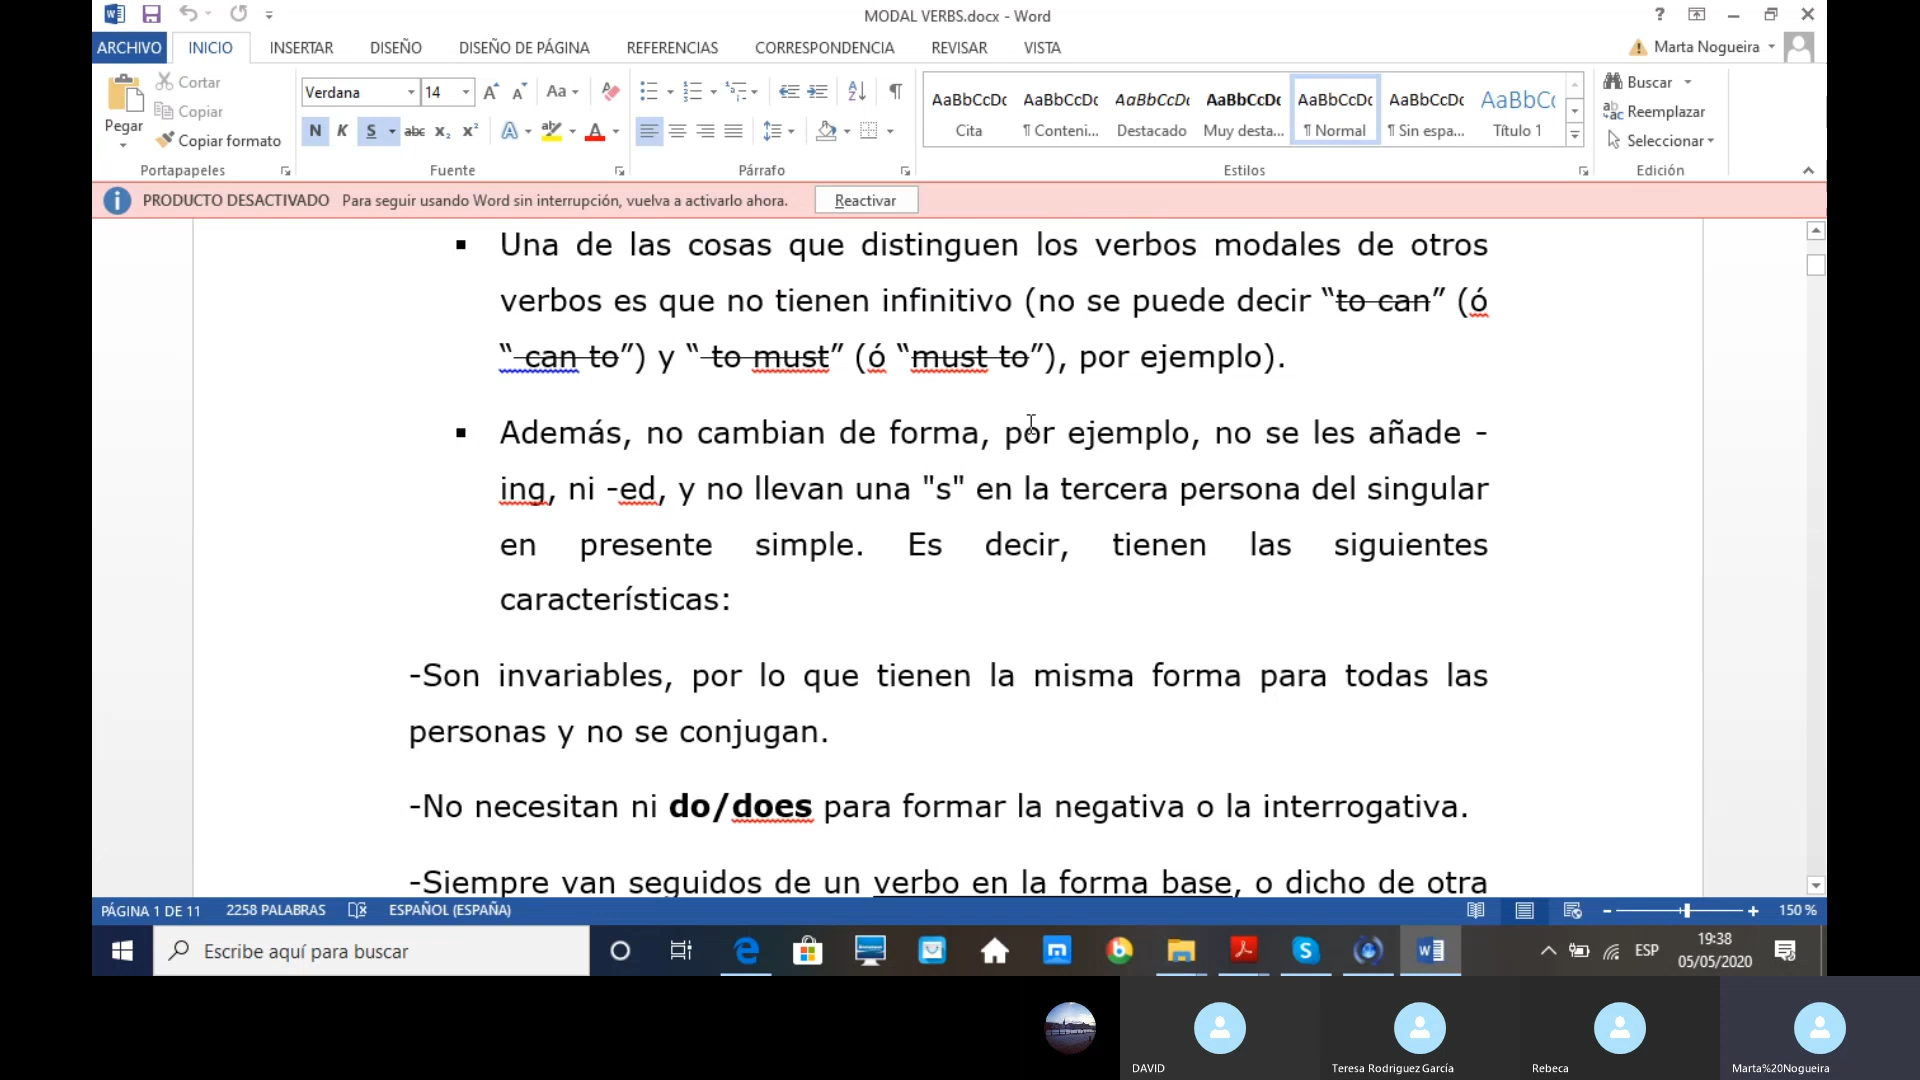 MODAL VERBS.docx - Word
ARCHIVO INICIO INSERTAR DISEÑO DISEÑO DE PÁGINA REFERENCIAS CORRESPONDENCIA REVISAR VISTA Marta Nogueira
Pegar
Cortar
Copiar
Copiar formato
Portapapeles
Verdana 14
N K S abc x₂ x²
Fuente
Párrafo
AaBbCcDc AaBbCcDc AaBbCcDc AaBbCcDc AaBbCcDc AaBbCcDc AaBbCc
Cita ¶ Conteni... Destacado Muy desta... ¶ Normal ¶ Sin espa... Título 1
Estilos
Buscar
Reemplazar
Seleccionar
Edición
PRODUCTO DESACTIVADO Para seguir usando Word sin interrupción, vuelva a activarlo ahora. Reactivar
▪ Una de las cosas que distinguen los verbos modales de otros
verbos es que no tienen infinitivo (no se puede decir “to can” (ó
“ can to”) y “ to must” (ó “must to”), por ejemplo).
▪ Además, no cambian de forma, por ejemplo, no se les añade -
ing, ni -ed, y no llevan una "s" en la tercera persona del singular
en presente simple. Es decir, tienen las siguientes
características:
-Son invariables, por lo que tienen la misma forma para todas las
personas y no se conjugan.
-No necesitan ni do/does para formar la negativa o la interrogativa.
-Siempre van seguidos de un verbo en la forma base, o dicho de otra
PÁGINA 1 DE 11 2258 PALABRAS ESPAÑOL (ESPAÑA) 150 %
Escribe aquí para buscar
ESP
19:38
05/05/2020
DAVID Teresa Rodriguez García Rebeca Marta%20Nogueira